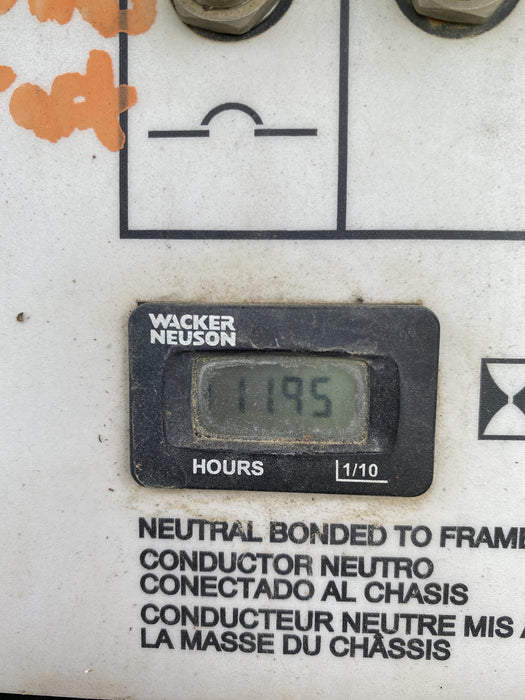 WACKER
NEUSON
1195
HOURS
1/10
NEUTRAL BONDED TO FRAME
CONDUCTOR NEUTRO
CONECTADO AL CHASIS
CONDUCTEUR NEUTRE MIS
LA MASSE DU CHÂSSIS